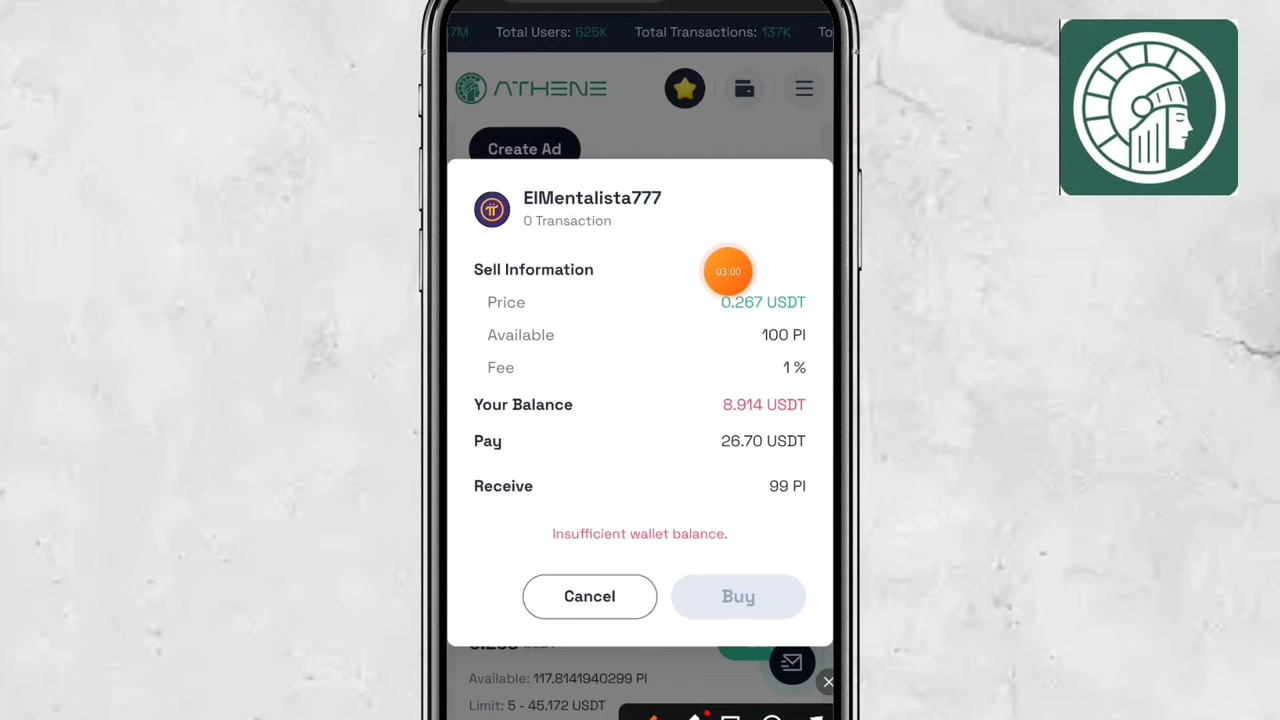 .7M Total Users: 625K Total Transactions: 137K To
ATHENE
Create Ad
ElMentalista777
0 Transaction
Sell Information
03:00
Price 0.267 USDT
Available 100 PI
Fee 1 %
Your Balance 8.914 USDT
Pay 26.70 USDT
Receive 99 PI
Insufficient wallet balance.
Cancel Buy
Available: 117.8141940299 PI
Limit: 5 - 45.172 USDT